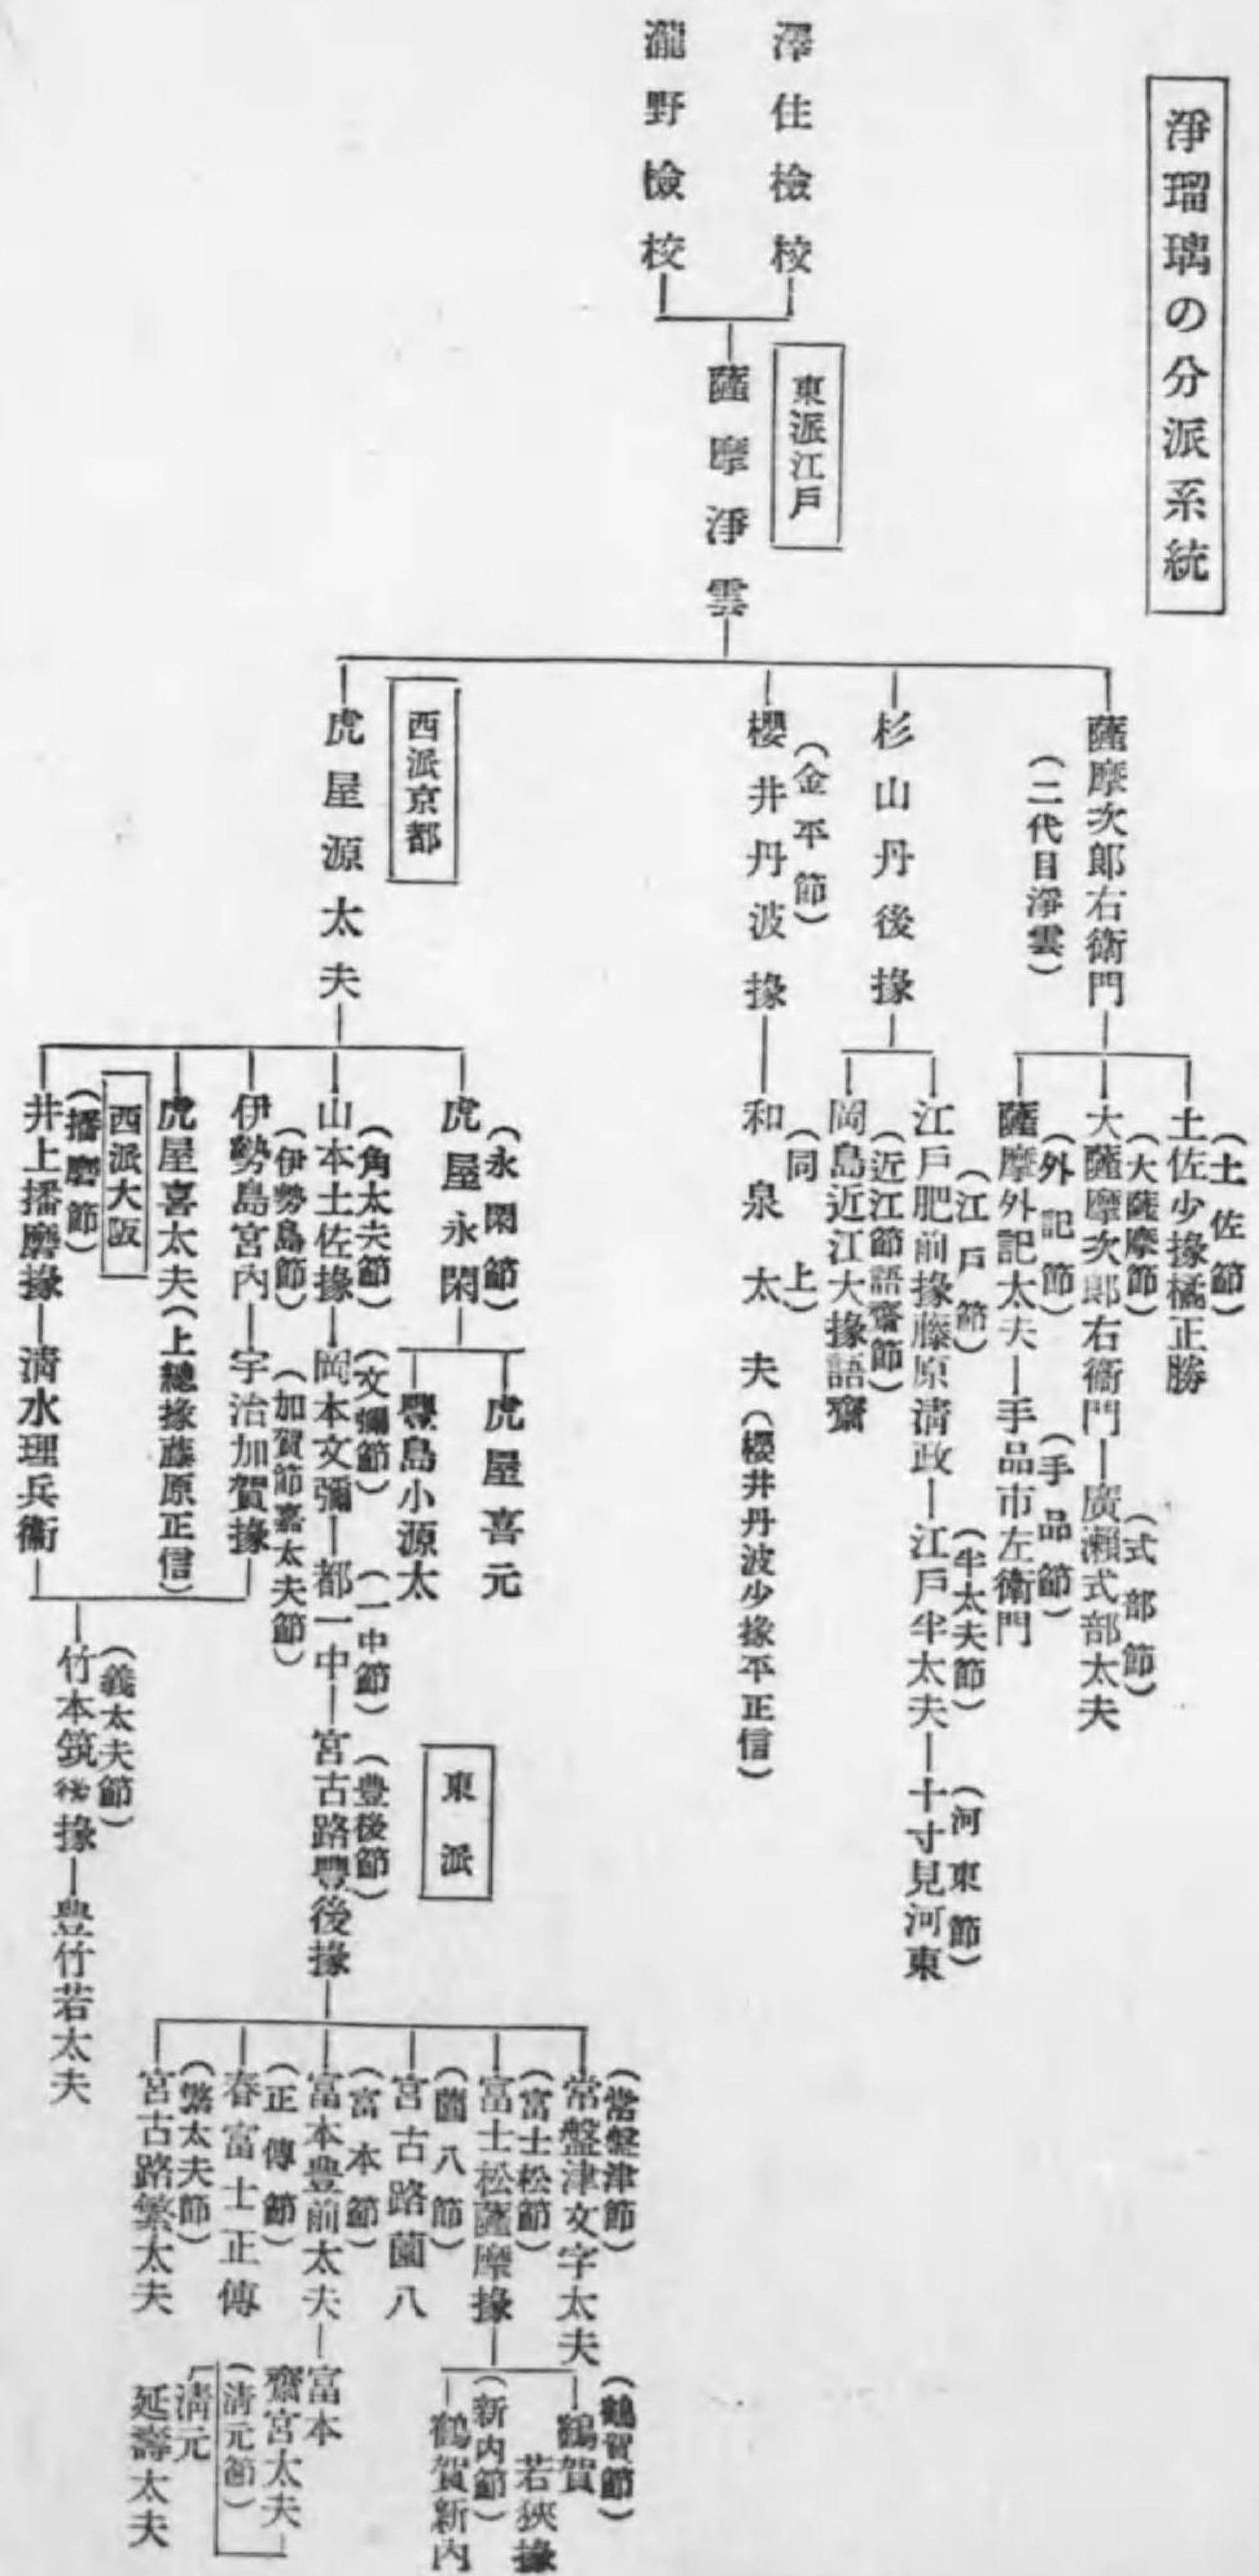 淨瑠璃の分派系統
澤住檢校
瀧野檢校
東派江戶
薩摩淨雲
薩摩次郎右衞門
（二代目淨雲）
（土佐節）
土佐少掾橘正勝
（大薩摩節）
大薩摩次郎右衞門
（式部節）
廣瀨式部太夫
（外記節）
薩摩外記太夫
（手品節）
手品市左衞門
杉山丹後掾
（江戶節）
江戶肥前掾藤原淸政
（半太夫節）
江戶半太夫
（河東節）
十寸見河東
（近江節語齋節）
岡島近江大掾語齋
（金平節）
櫻井丹波掾
（同上）
和泉太夫（櫻井丹波少掾平正信）
西派京都
虎屋源太夫
（永閑節）
虎屋永閑
虎屋喜元
豐島小源太
（角太夫節）
山本土佐掾
（文彌節）
岡本文彌
（一中節）
都一中
（豊後節）
宮古路豐後掾
東派
（常盤津節）
常盤津文字太夫
（富士松節）
富士松薩摩掾
（鶴賀節）
鶴賀
若狹掾
（新内節）
鶴賀新内
（薗八節）
宮古路薗八
（富本節）
富本豊前太夫
富本
齋宮太夫
（淸元節）
淸元
延壽太夫
（正傳節）
春富士正傳
（繁太夫節）
宮古路繁太夫
（伊勢島節）
伊勢島宮内
（加賀節嘉太夫節）
宇治加賀掾
虎屋喜太夫（上總掾藤原正信）
西派大阪
（播磨節）
井上播磨掾
淸水理兵衞
（義太夫節）
竹本筑後掾
豊竹若太夫